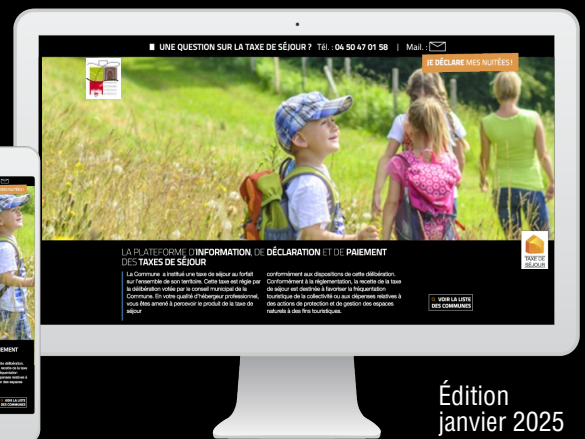 UNE QUESTION SUR LA TAXE DE SÉJOUR ? Tél. : 04 50 47 01 58 | Mail. :
JE DÉCLARE MES NUITÉES !
LA PLATEFORME D'INFORMATION, DE DÉCLARATION ET DE PAIEMENT
DES TAXES DE SÉJOUR
La Commune a institué une taxe de séjour au forfait
sur l'ensemble de son territoire. Cette taxe est régie par
la délibération votée par le conseil municipal de la
Commune. En votre qualité d'hébergeur professionnel,
vous êtes amené à percevoir le produit de la taxe de
séjour
conformément aux dispositions de cette délibération.
Conformément à la réglementation, la recette de la taxe
de séjour est destinée à favoriser la fréquentation
touristique de la collectivité ou aux dépenses relatives à
des actions de protection et de gestion des espaces
naturels à des fins touristiques.
TAXE DE
SÉJOUR
VOIR LA LISTE
DES COMMUNES
EMENT
VOIR LA LISTE
DES COMMUNES
Édition
janvier 2025